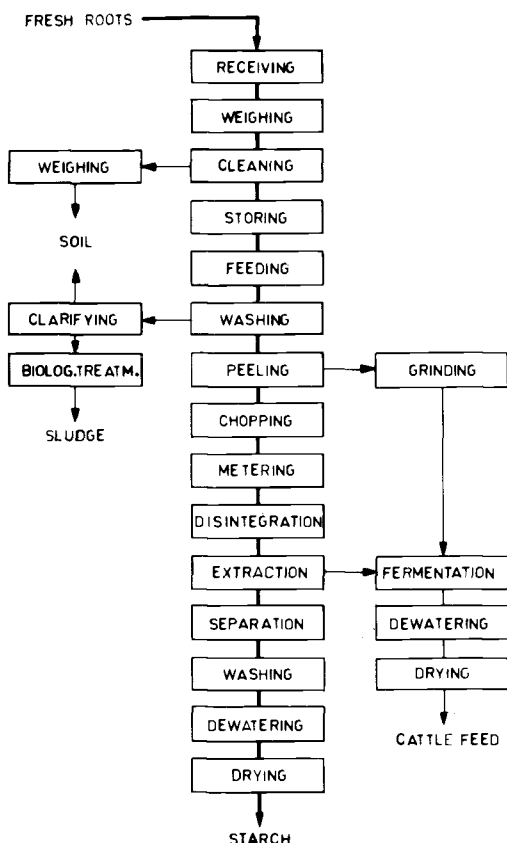 FRESH ROOTS
RECEIVING
WEIGHING
WEIGHING
CLEANING
STORING
SOIL
FEEDING
CLARIFYING
WASHING
BIOLOG.TREATM.
PEELING
GRINDING
CHOPPING
SLUDGE
METERING
DISINTEGRATION
EXTRACTION
FERMENTATION
SEPARATION
DEWATERING
WASHING
DRYING
DEWATERING
CATTLE FEED
DRYING
STARCH